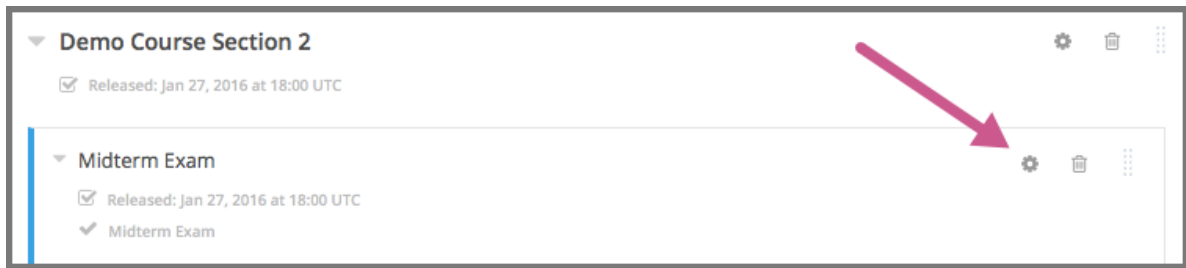 Demo Course Section 2
Released: Jan 27, 2016 at 18:00 UTC
Midterm Exam
Released: Jan 27, 2016 at 18:00 UTC
Midterm Exam